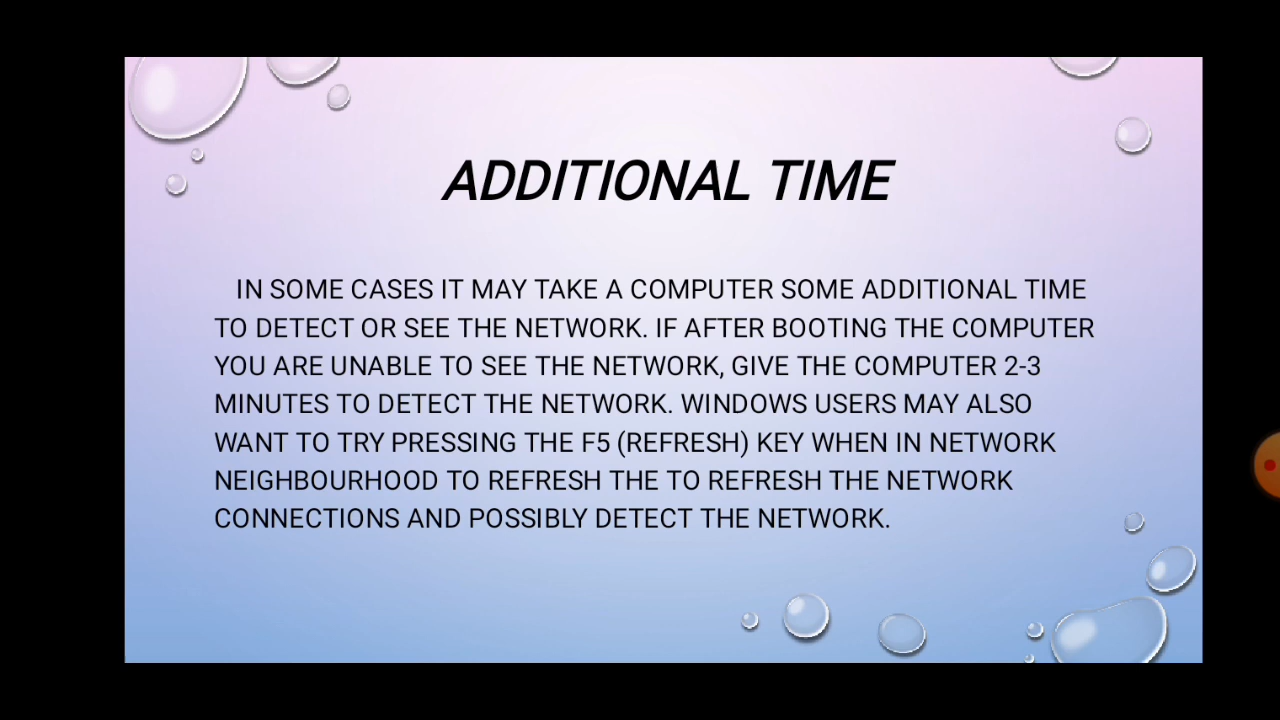 ADDITIONAL TIME
IN SOME CASES IT MAY TAKE A COMPUTER SOME ADDITIONAL TIME
TO DETECT OR SEE THE NETWORK. IF AFTER BOOTING THE COMPUTER
YOU ARE UNABLE TO SEE THE NETWORK, GIVE THE COMPUTER 2-3
MINUTES TO DETECT THE NETWORK. WINDOWS USERS MAY ALSO
WANT TO TRY PRESSING THE F5 (REFRESH) KEY WHEN IN NETWORK
NEIGHBOURHOOD TO REFRESH THE TO REFRESH THE NETWORK
CONNECTIONS AND POSSIBLY DETECT THE NETWORK.